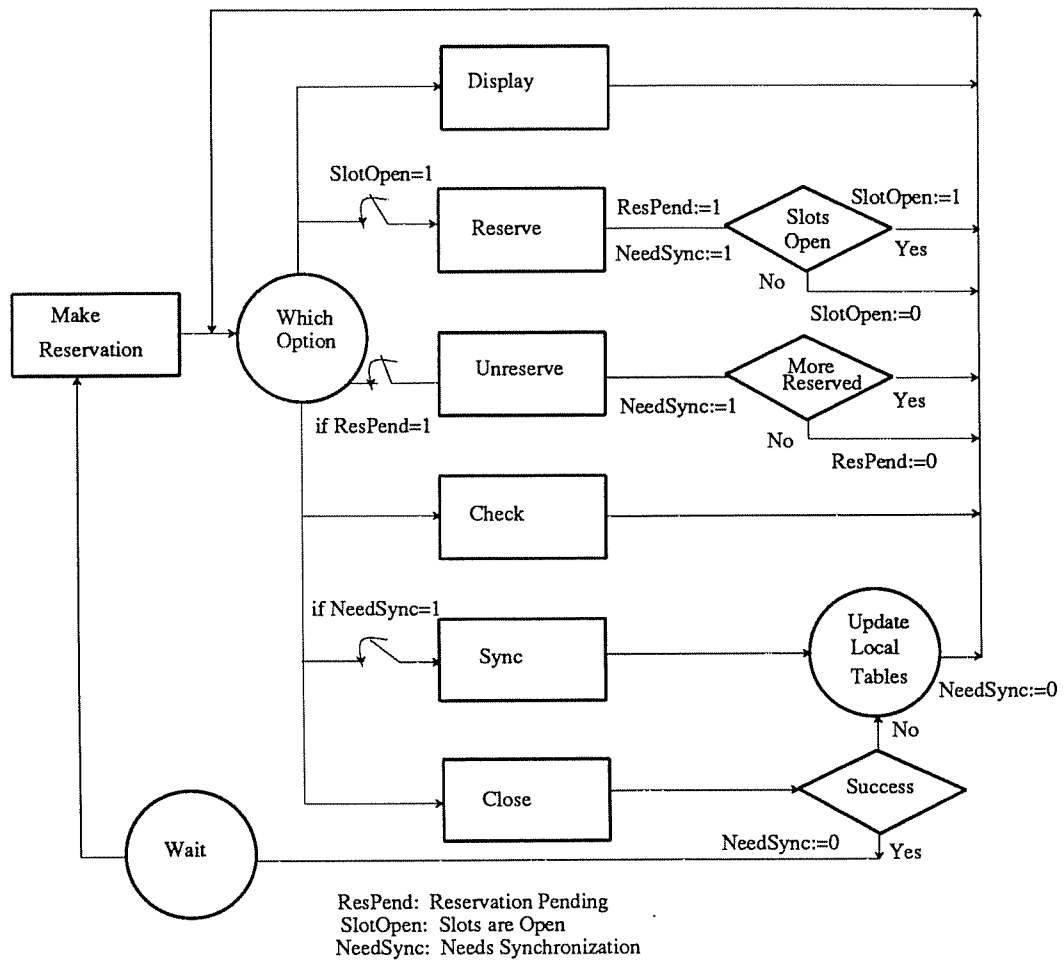 Display
SlotOpen=1
Reserve
ResPend:=1
NeedSync:=1
Slots
Open
SlotOpen:=1
Yes
No
SlotOpen:=0
Make
Reservation
Which
Option
if ResPend=1
Unreserve
NeedSync:=1
More
Reserved
Yes
No
ResPend:=0
Check
if NeedSync=1
Sync
Update
Local
Tables
NeedSync:=0
No
Close
Success
NeedSync:=0
Yes
Wait
ResPend: Reservation Pending
SlotOpen: Slots are Open
NeedSync: Needs Synchronization